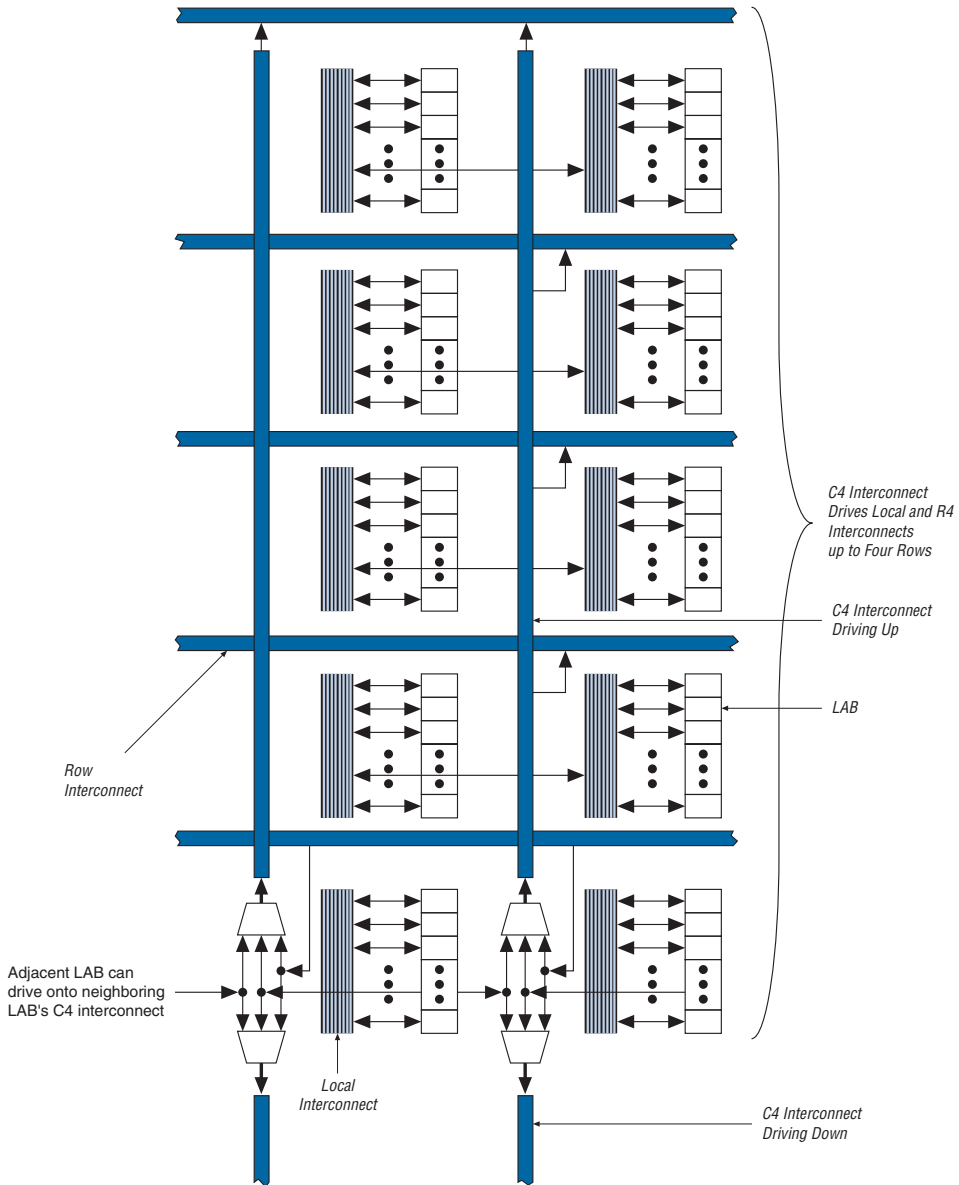 C4 Interconnect
Drives Local and R4
Interconnects
up to Four Rows
C4 Interconnect
Driving Up
LAB
Row
Interconnect
Adjacent LAB can
drive onto neighboring
LAB's C4 interconnect
Local
Interconnect
C4 Interconnect
Driving Down